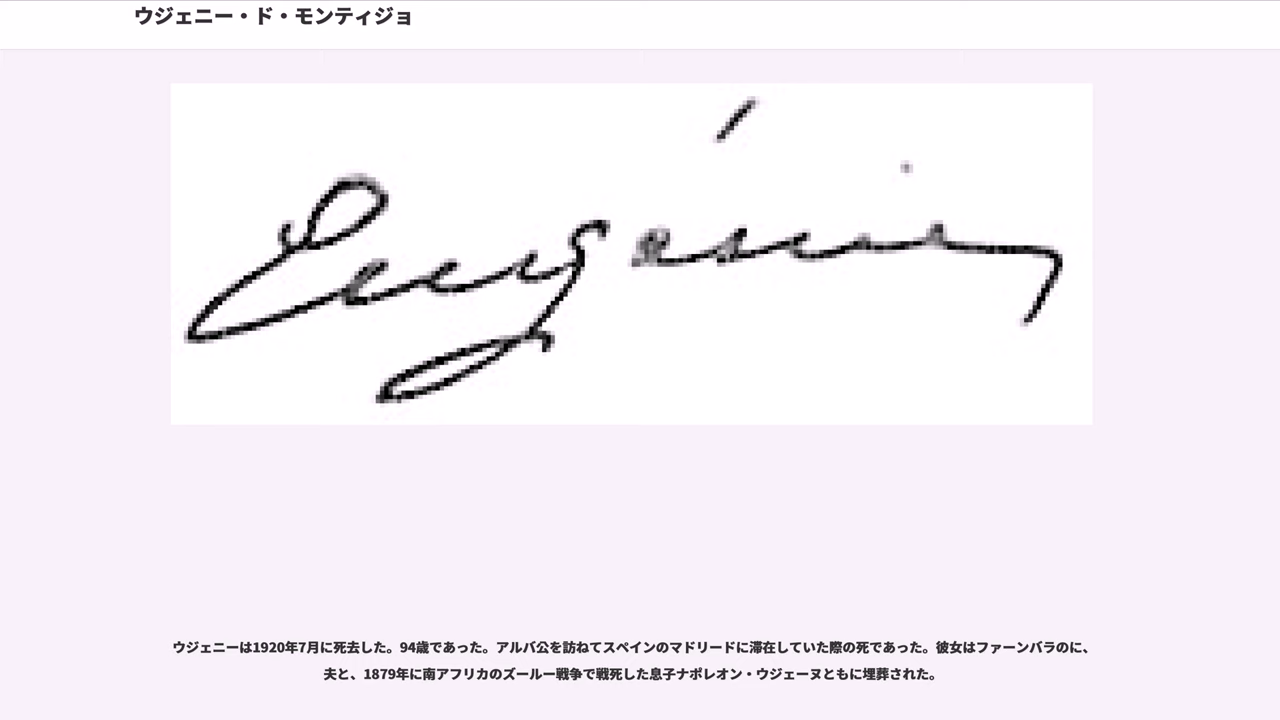 ウジェニー・ド・モンティジョ
Eugénie
ウジェニーは1920年7月に死去した。94歳であった。アルバ公を訪ねてスペインのマドリードに滞在していた際の死であった。彼女はファーンバラのに、
夫と、1879年に南アフリカのズールー戦争で戦死した息子ナポレオン・ウジェーヌともに埋葬された。